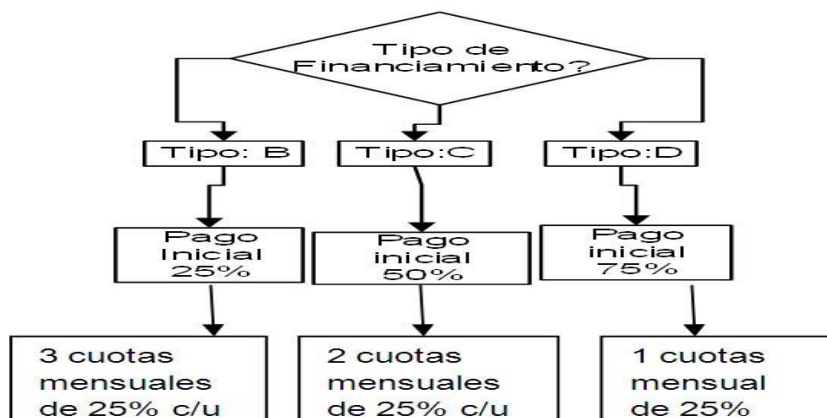 Tipo de
Financiamiento?
Tipo: B
Tipo:C
Tipo:D
Pago
Inicial
25%
Pago
inicial
50%
Pago
inicial
75%
3 cuotas
mensuales
de 25% c/u
2 cuotas
mensuales
de 25% c/u
1 cuotas
mensual
de 25%